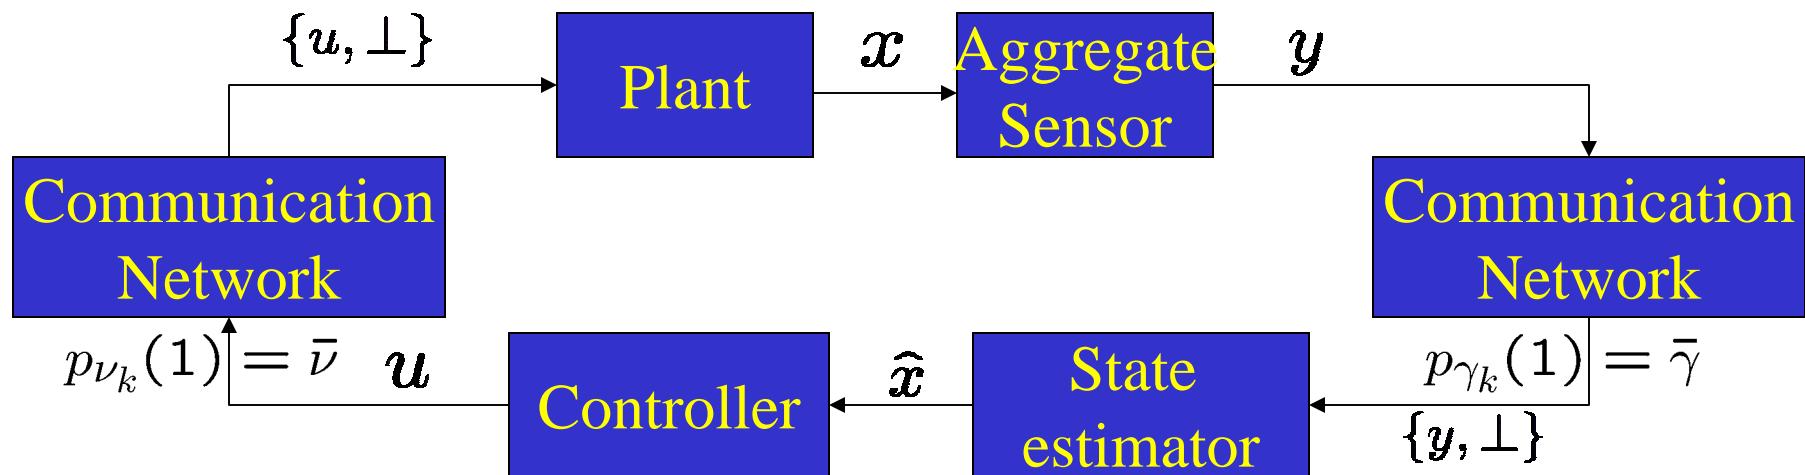 {u, ⊥}
Plant
x
Aggregate
Sensor
y
Communication
Network
Communication
Network
p_{ν_k}(1) = ν̄
u
Controller
x̂
State
estimator
p_{γ_k}(1) = γ̄
{y, ⊥}